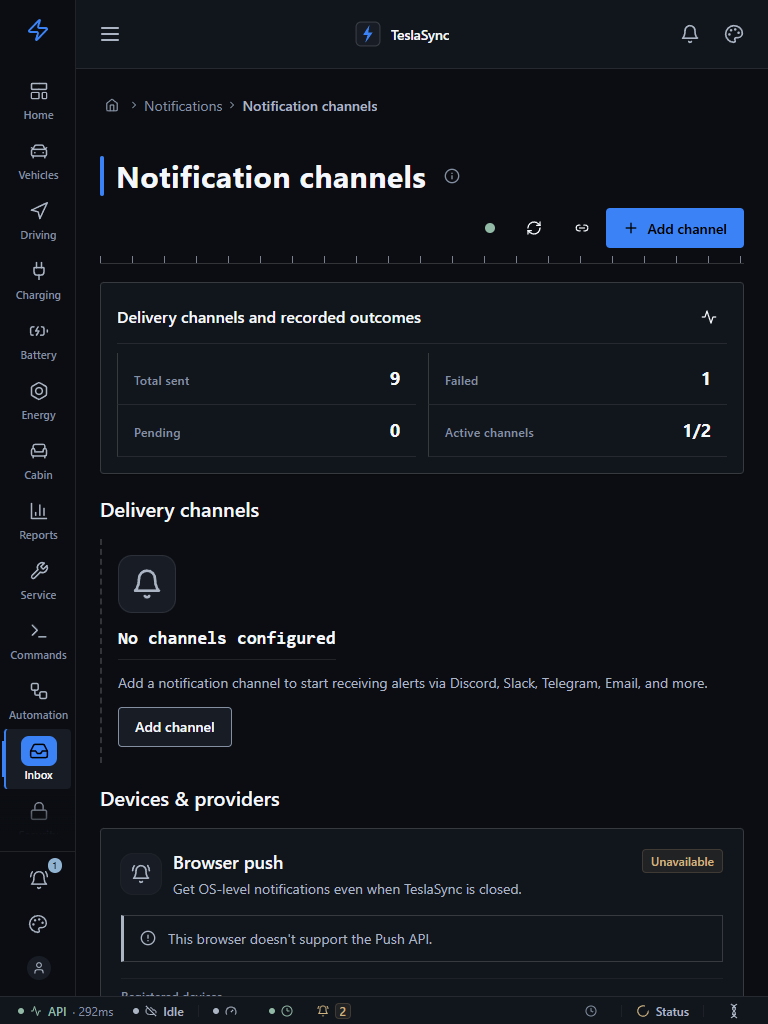 TeslaSync
Home
Vehicles
Driving
Charging
Battery
Energy
Cabin
Reports
Service
Commands
Automation
Inbox
1
Notifications
Notification channels
Notification channels
Add channel
Delivery channels and recorded outcomes
Total sent 9
Failed 1
Pending 0
Active channels 1/2
Delivery channels
No channels configured
Add a notification channel to start receiving alerts via Discord, Slack, Telegram, Email, and more.
Add channel
Devices & providers
Browser push
Unavailable
Get OS-level notifications even when TeslaSync is closed.
This browser doesn't support the Push API.
Registered devices
API · 292ms
Idle
2
Status